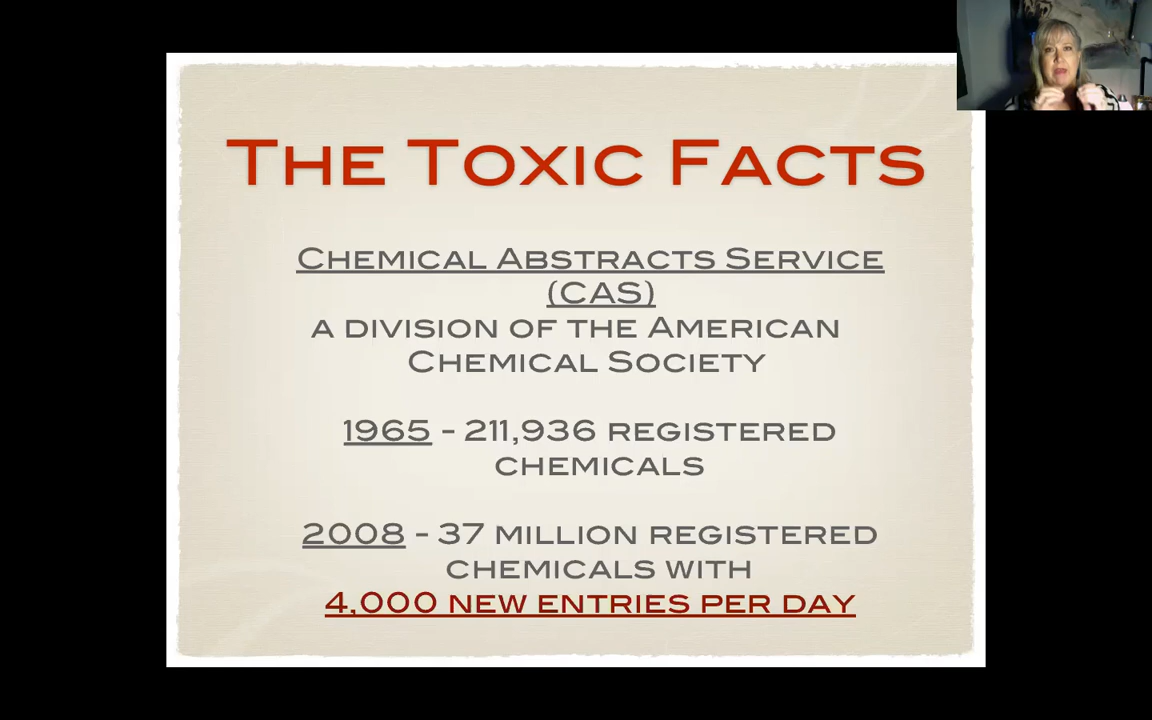 THE TOXIC FACTS
CHEMICAL ABSTRACTS SERVICE
(CAS)
A DIVISION OF THE AMERICAN
CHEMICAL SOCIETY
1965 - 211,936 REGISTERED
CHEMICALS
2008 - 37 MILLION REGISTERED
CHEMICALS WITH
4,000 NEW ENTRIES PER DAY